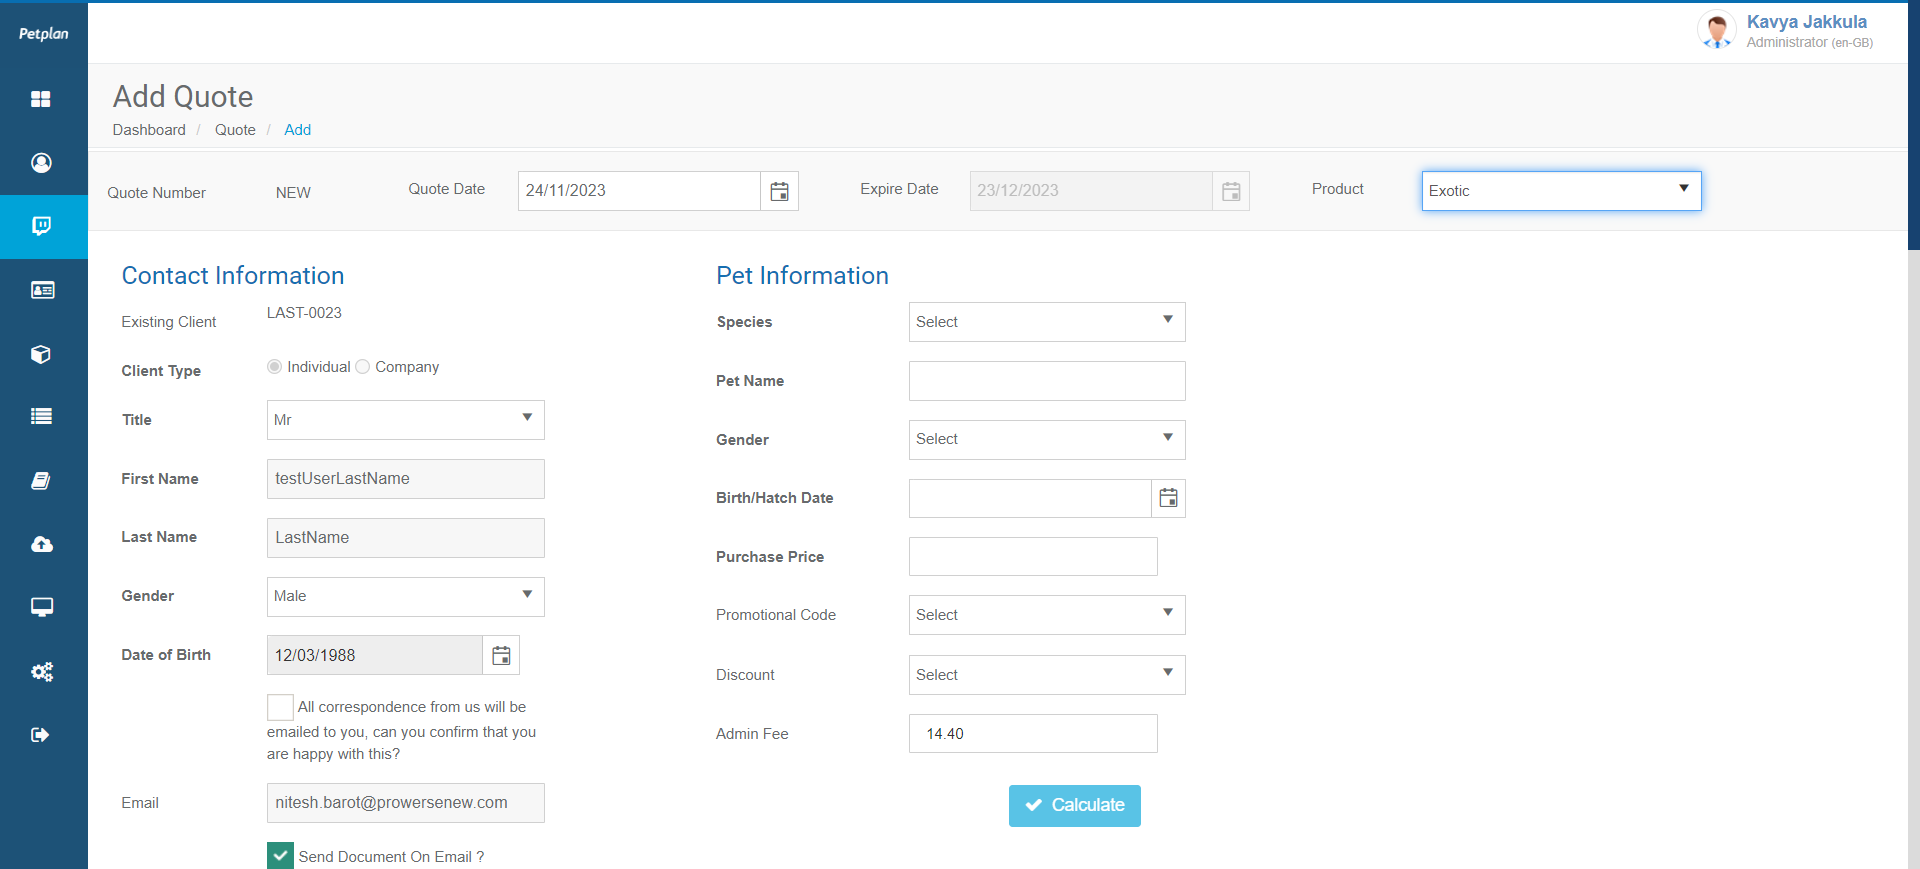 Petplan
Kavya Jakkula
Administrator (en-GB)
Add Quote
Dashboard / Quote / Add
Quote Number NEW Quote Date 24/11/2023 Expire Date 23/12/2023 Product Exotic
Contact Information
Existing Client LAST-0023
Client Type Individual Company
Title Mr
First Name testUserLastName
Last Name LastName
Gender Male
Date of Birth 12/03/1988
All correspondence from us will be
emailed to you, can you confirm that you
are happy with this?
Email nitesh.barot@prowersenew.com
Send Document On Email ?
Pet Information
Species Select
Pet Name
Gender Select
Birth/Hatch Date
Purchase Price
Promotional Code Select
Discount Select
Admin Fee 14.40
Calculate